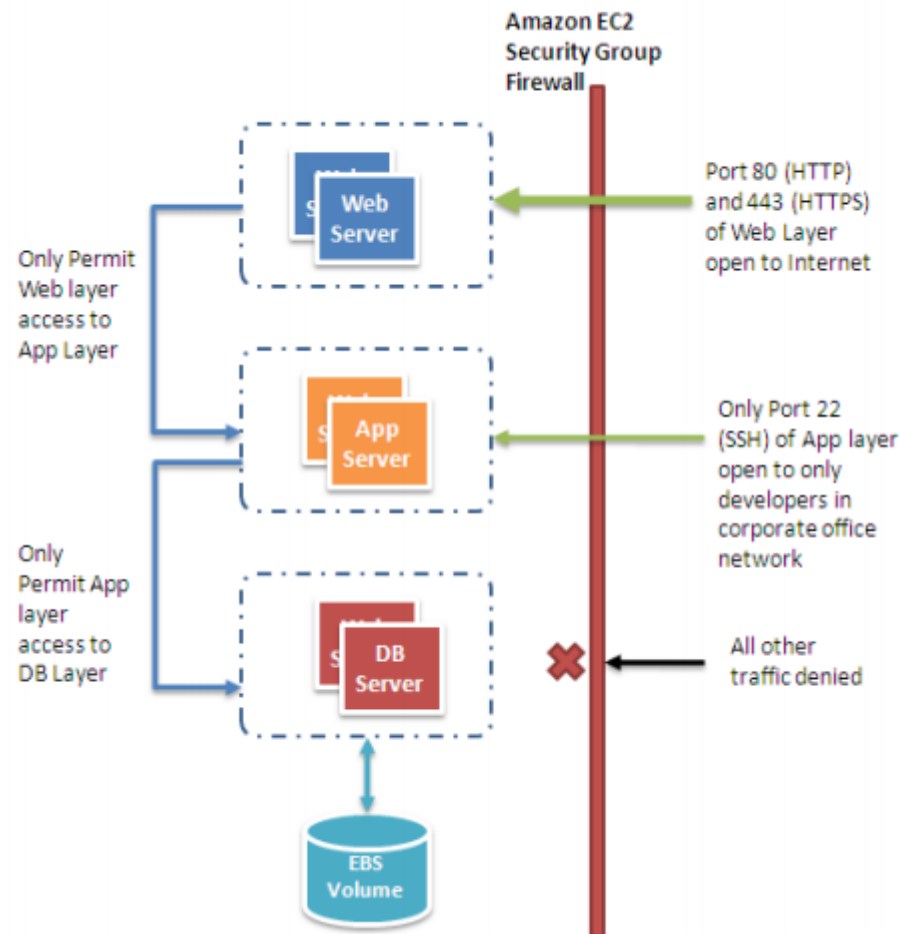 Amazon EC2
Security Group
Firewall
Web
Server
Port 80 (HTTP)
and 443 (HTTPS)
of Web Layer
open to Internet
Only Permit
Web layer
access to
App Layer
App
Server
Only Port 22
(SSH) of App layer
open to only
developers in
corporate office
network
Only
Permit App
layer
access to
DB Layer
DB
Server
All other
traffic denied
EBS
Volume